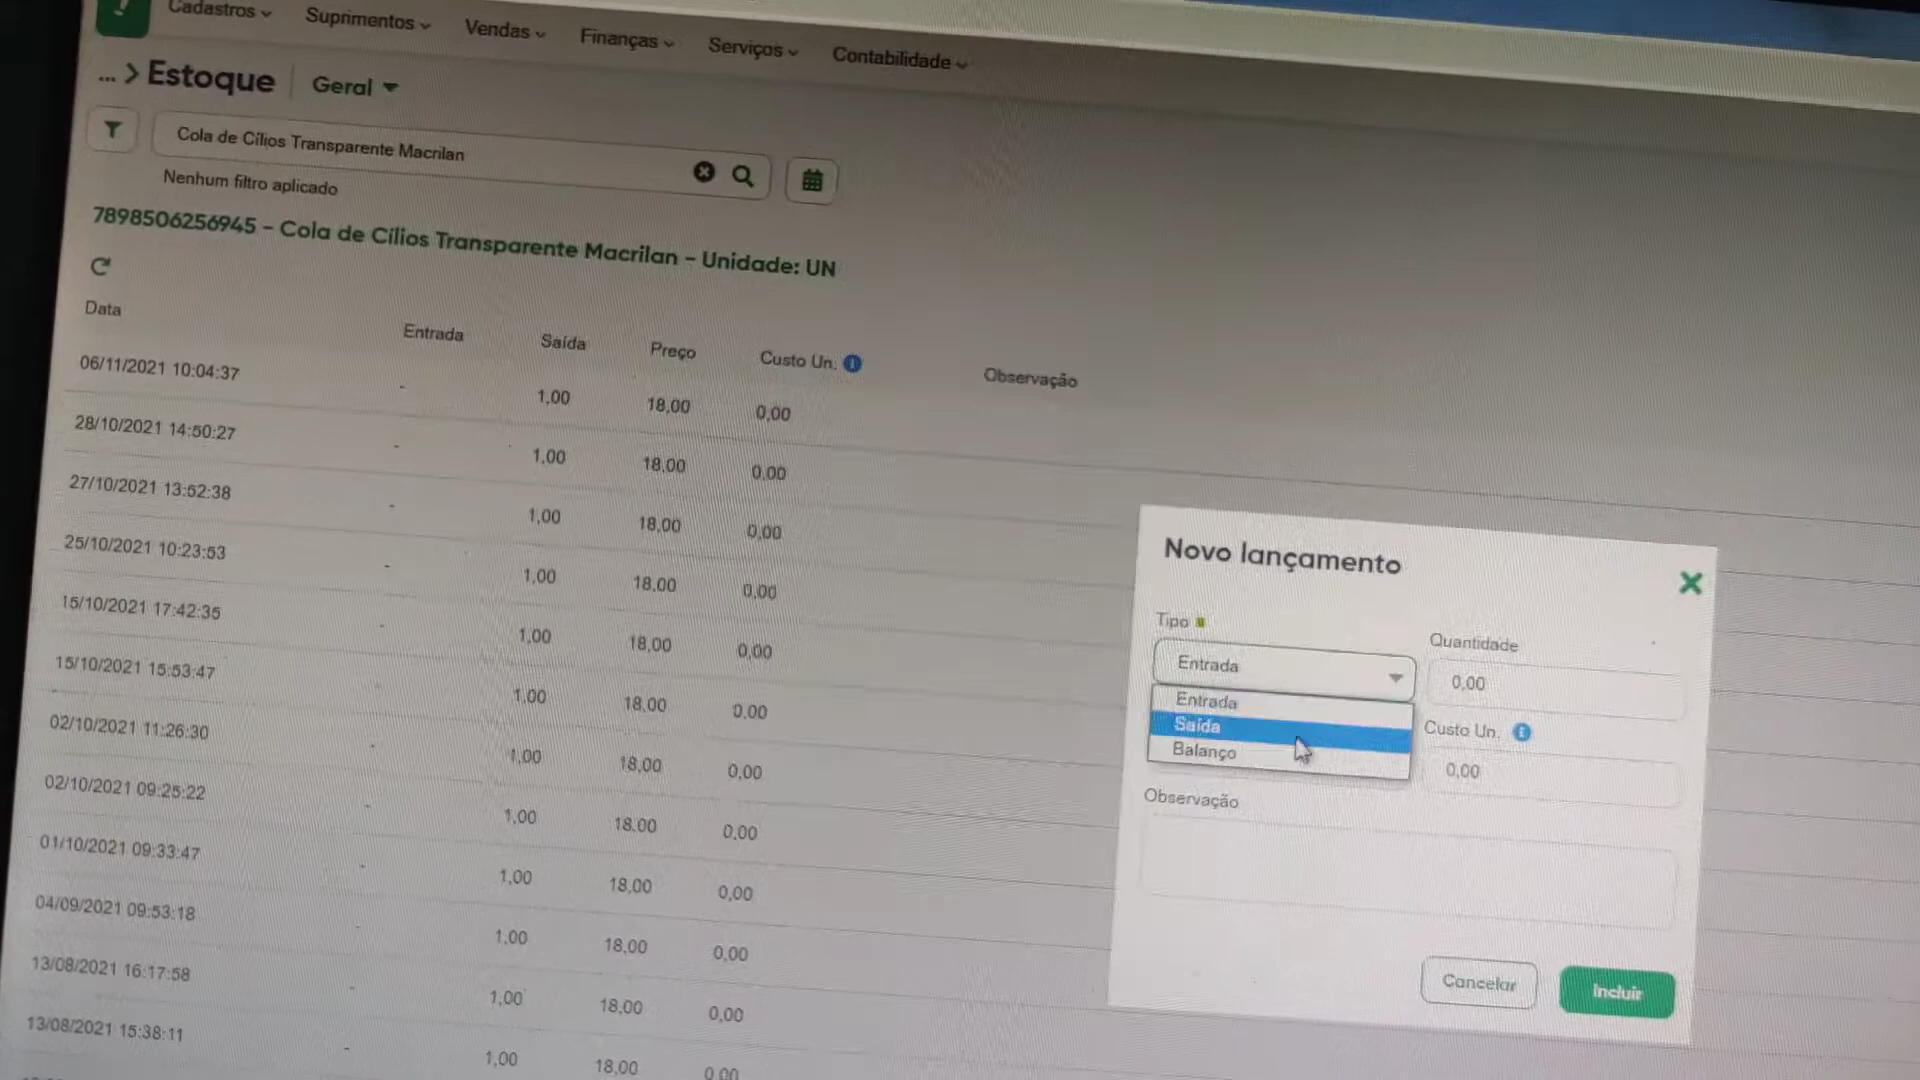 Cadastros Suprimentos Vendas Finanças Serviços Contabilidade
... > Estoque Geral
Cola de Cílios Transparente Macrilan
Nenhum filtro aplicado
7898506256945 - Cola de Cílios Transparente Macrilan - Unidade: UN
Data Entrada Saída Preço Custo Un. Observação
06/11/2021 10:04:37 - 1,00 18,00 0,00
28/10/2021 14:50:27 - 1,00 18,00 0,00
27/10/2021 13:52:38 - 1,00 18,00 0,00
25/10/2021 10:23:53 - 1,00 18,00 0,00
15/10/2021 17:42:35 - 1,00 18,00 0,00
15/10/2021 15:53:47 - 1,00 18,00 0,00
02/10/2021 11:26:30 - 1,00 18,00 0,00
02/10/2021 09:25:22 - 1,00 18,00 0,00
01/10/2021 09:33:47 - 1,00 18,00 0,00
04/09/2021 09:53:18 - 1,00 18,00 0,00
13/08/2021 16:17:58 - 1,00 18,00 0,00
13/08/2021 15:38:11 - 1,00 18,00 0,00
Novo lançamento
Tipo
Quantidade
Entrada
0,00
Entrada
Saída
Balanço
Custo Un.
0,00
Observação
Cancelar Incluir